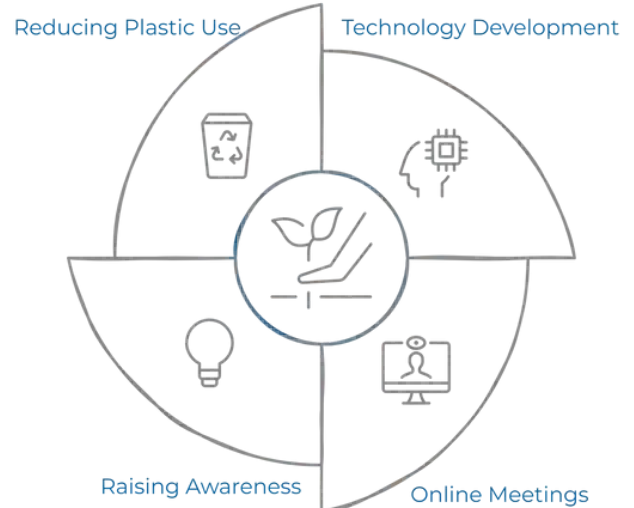 Reducing Plastic Use
Technology Development
Raising Awareness
Online Meetings